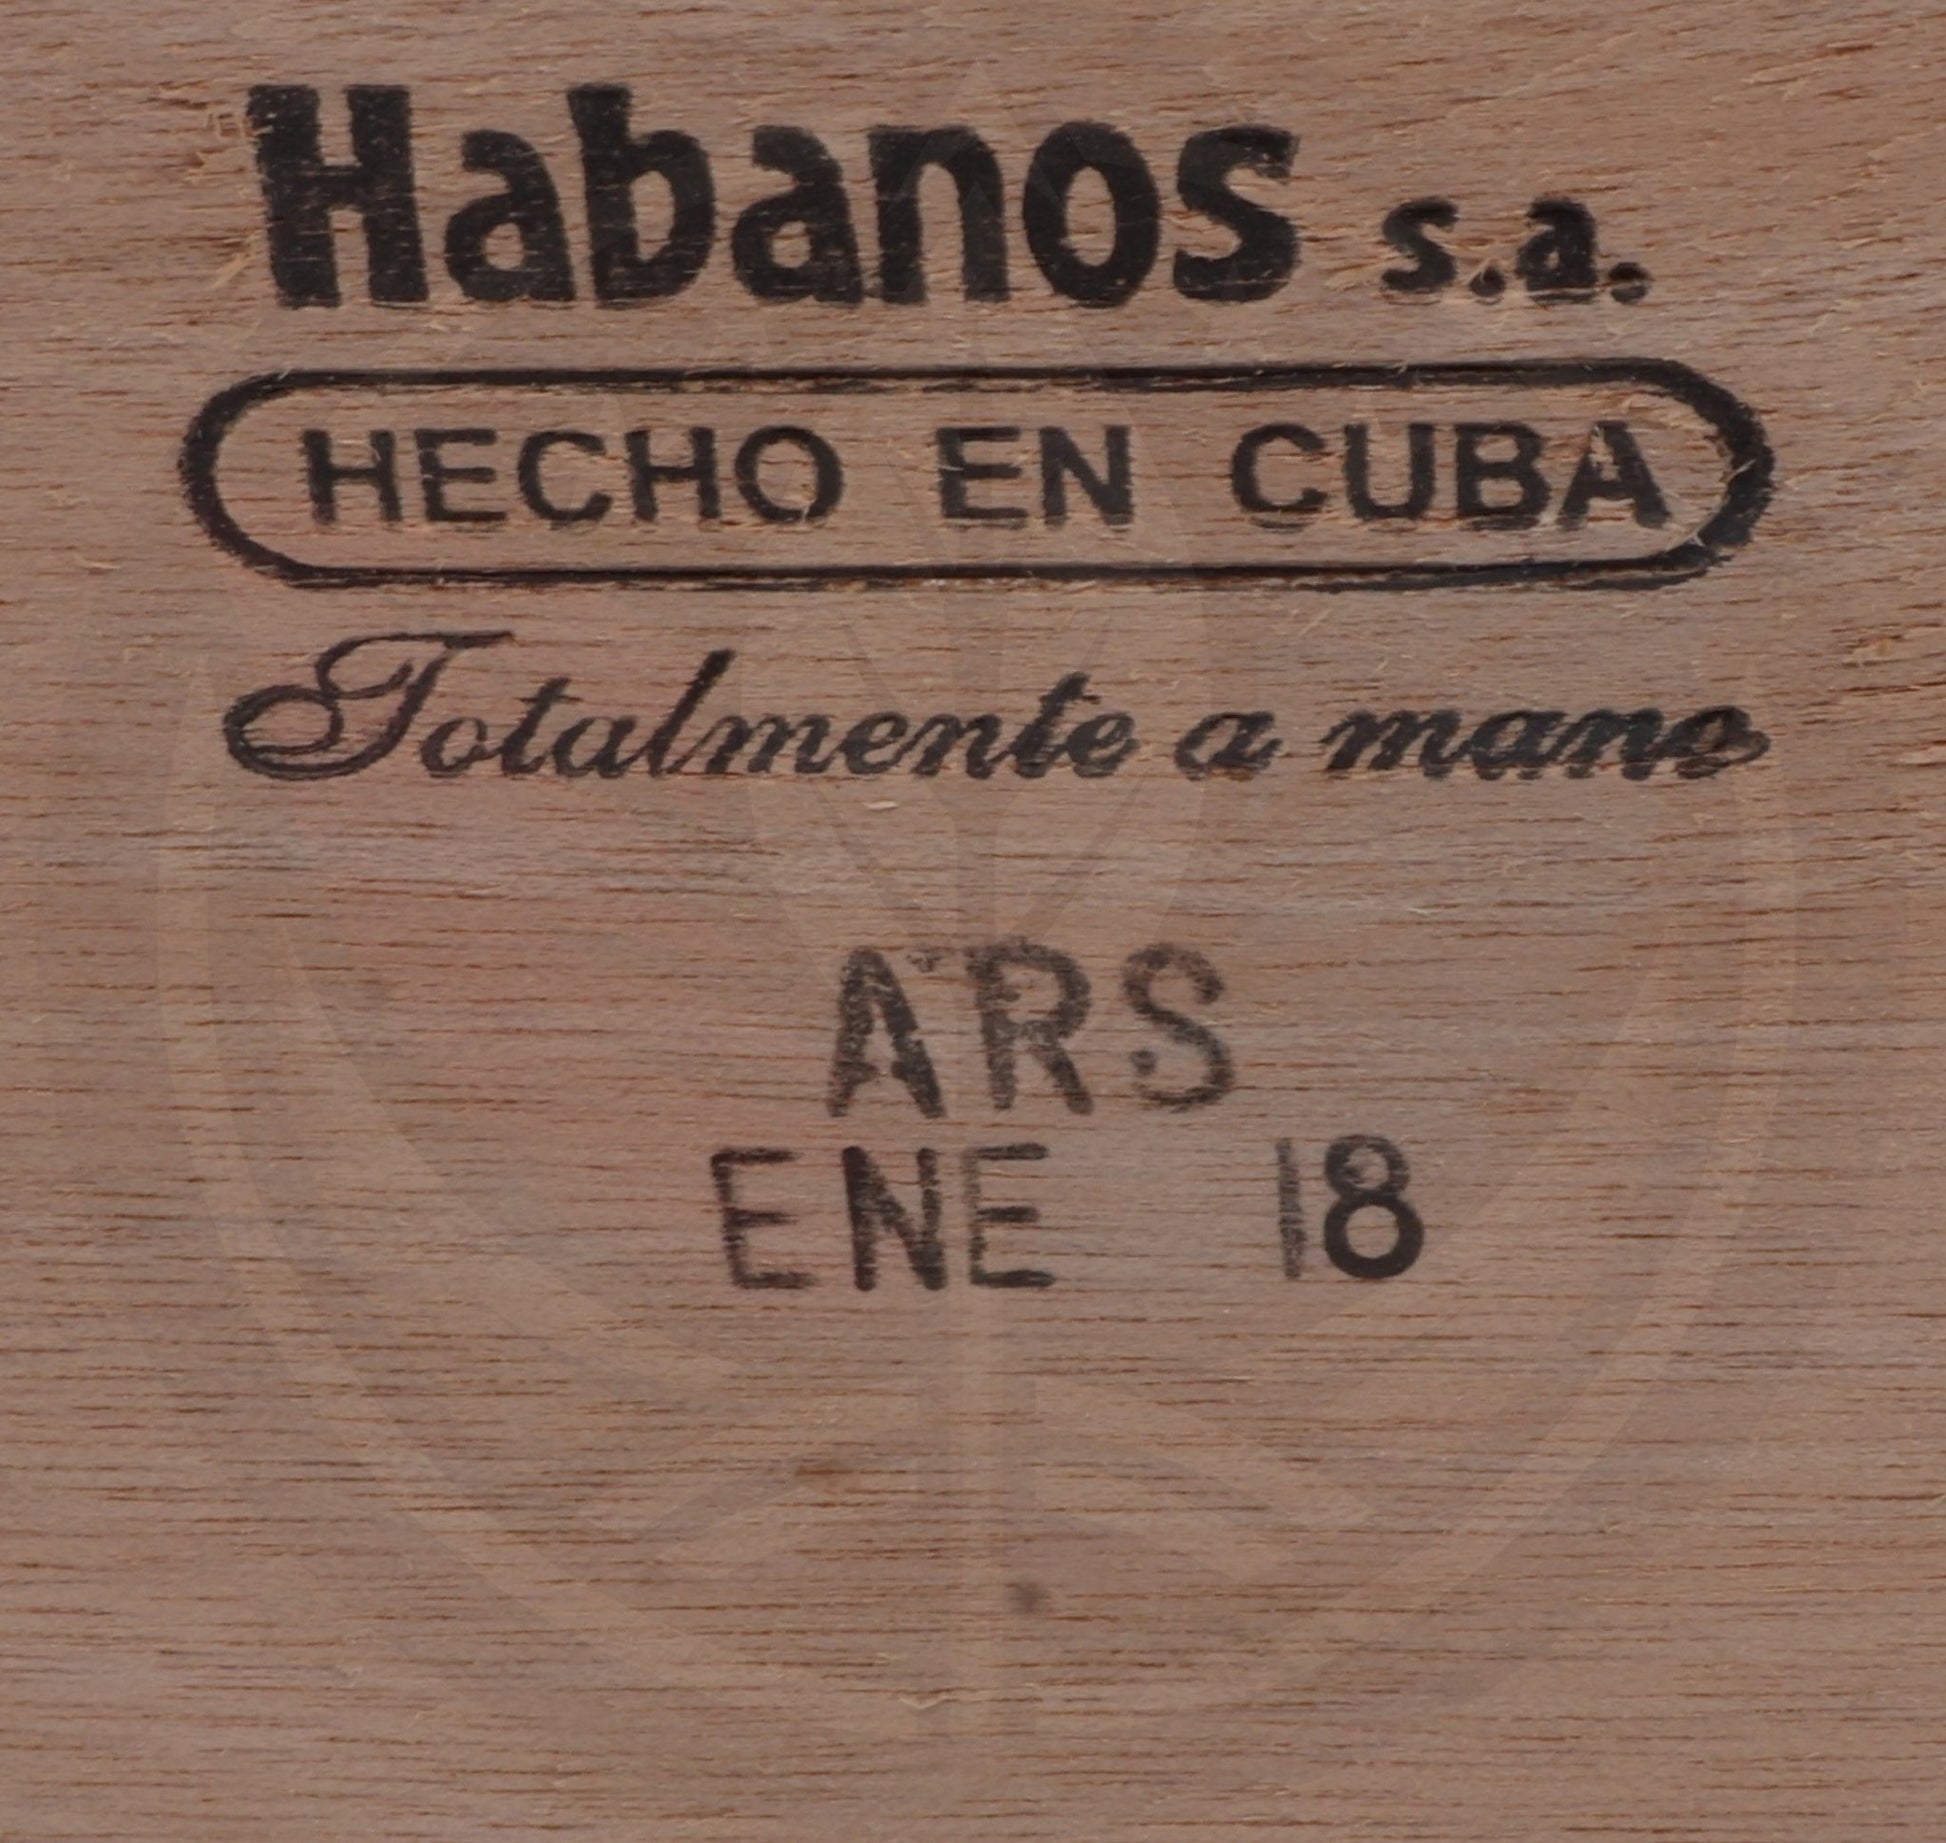 Habanos s.a.
HECHO EN CUBA
Totalmente a mano
ARS
ENE 18